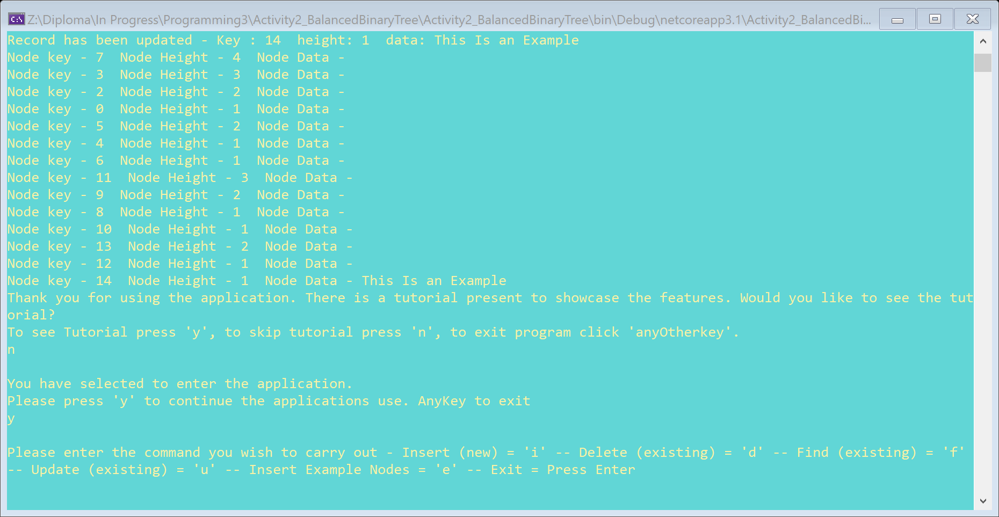 C:\ Z:\Diploma\In Progress\Programming3\Activity2_BalancedBinaryTree\Activity2_BalancedBinaryTree\bin\Debug\netcoreapp3.1\Activity2_BalancedBi...
Record has been updated - Key : 14  height: 1  data: This Is an Example
Node key - 7  Node Height - 4  Node Data -
Node key - 3  Node Height - 3  Node Data -
Node key - 2  Node Height - 2  Node Data -
Node key - 0  Node Height - 1  Node Data -
Node key - 5  Node Height - 2  Node Data -
Node key - 4  Node Height - 1  Node Data -
Node key - 6  Node Height - 1  Node Data -
Node key - 11  Node Height - 3  Node Data -
Node key - 9  Node Height - 2  Node Data -
Node key - 8  Node Height - 1  Node Data -
Node key - 10  Node Height - 1  Node Data -
Node key - 13  Node Height - 2  Node Data -
Node key - 12  Node Height - 1  Node Data -
Node key - 14  Node Height - 1  Node Data - This Is an Example
Thank you for using the application. There is a tutorial present to showcase the features. Would you like to see the tut
orial?
To see Tutorial press 'y', to skip tutorial press 'n', to exit program click 'anyOtherkey'.
n
You have selected to enter the application.
Please press 'y' to continue the applications use. AnyKey to exit
y
Please enter the command you wish to carry out - Insert (new) = 'i' -- Delete (existing) = 'd' -- Find (existing) = 'f'
-- Update (existing) = 'u' -- Insert Example Nodes = 'e' -- Exit = Press Enter